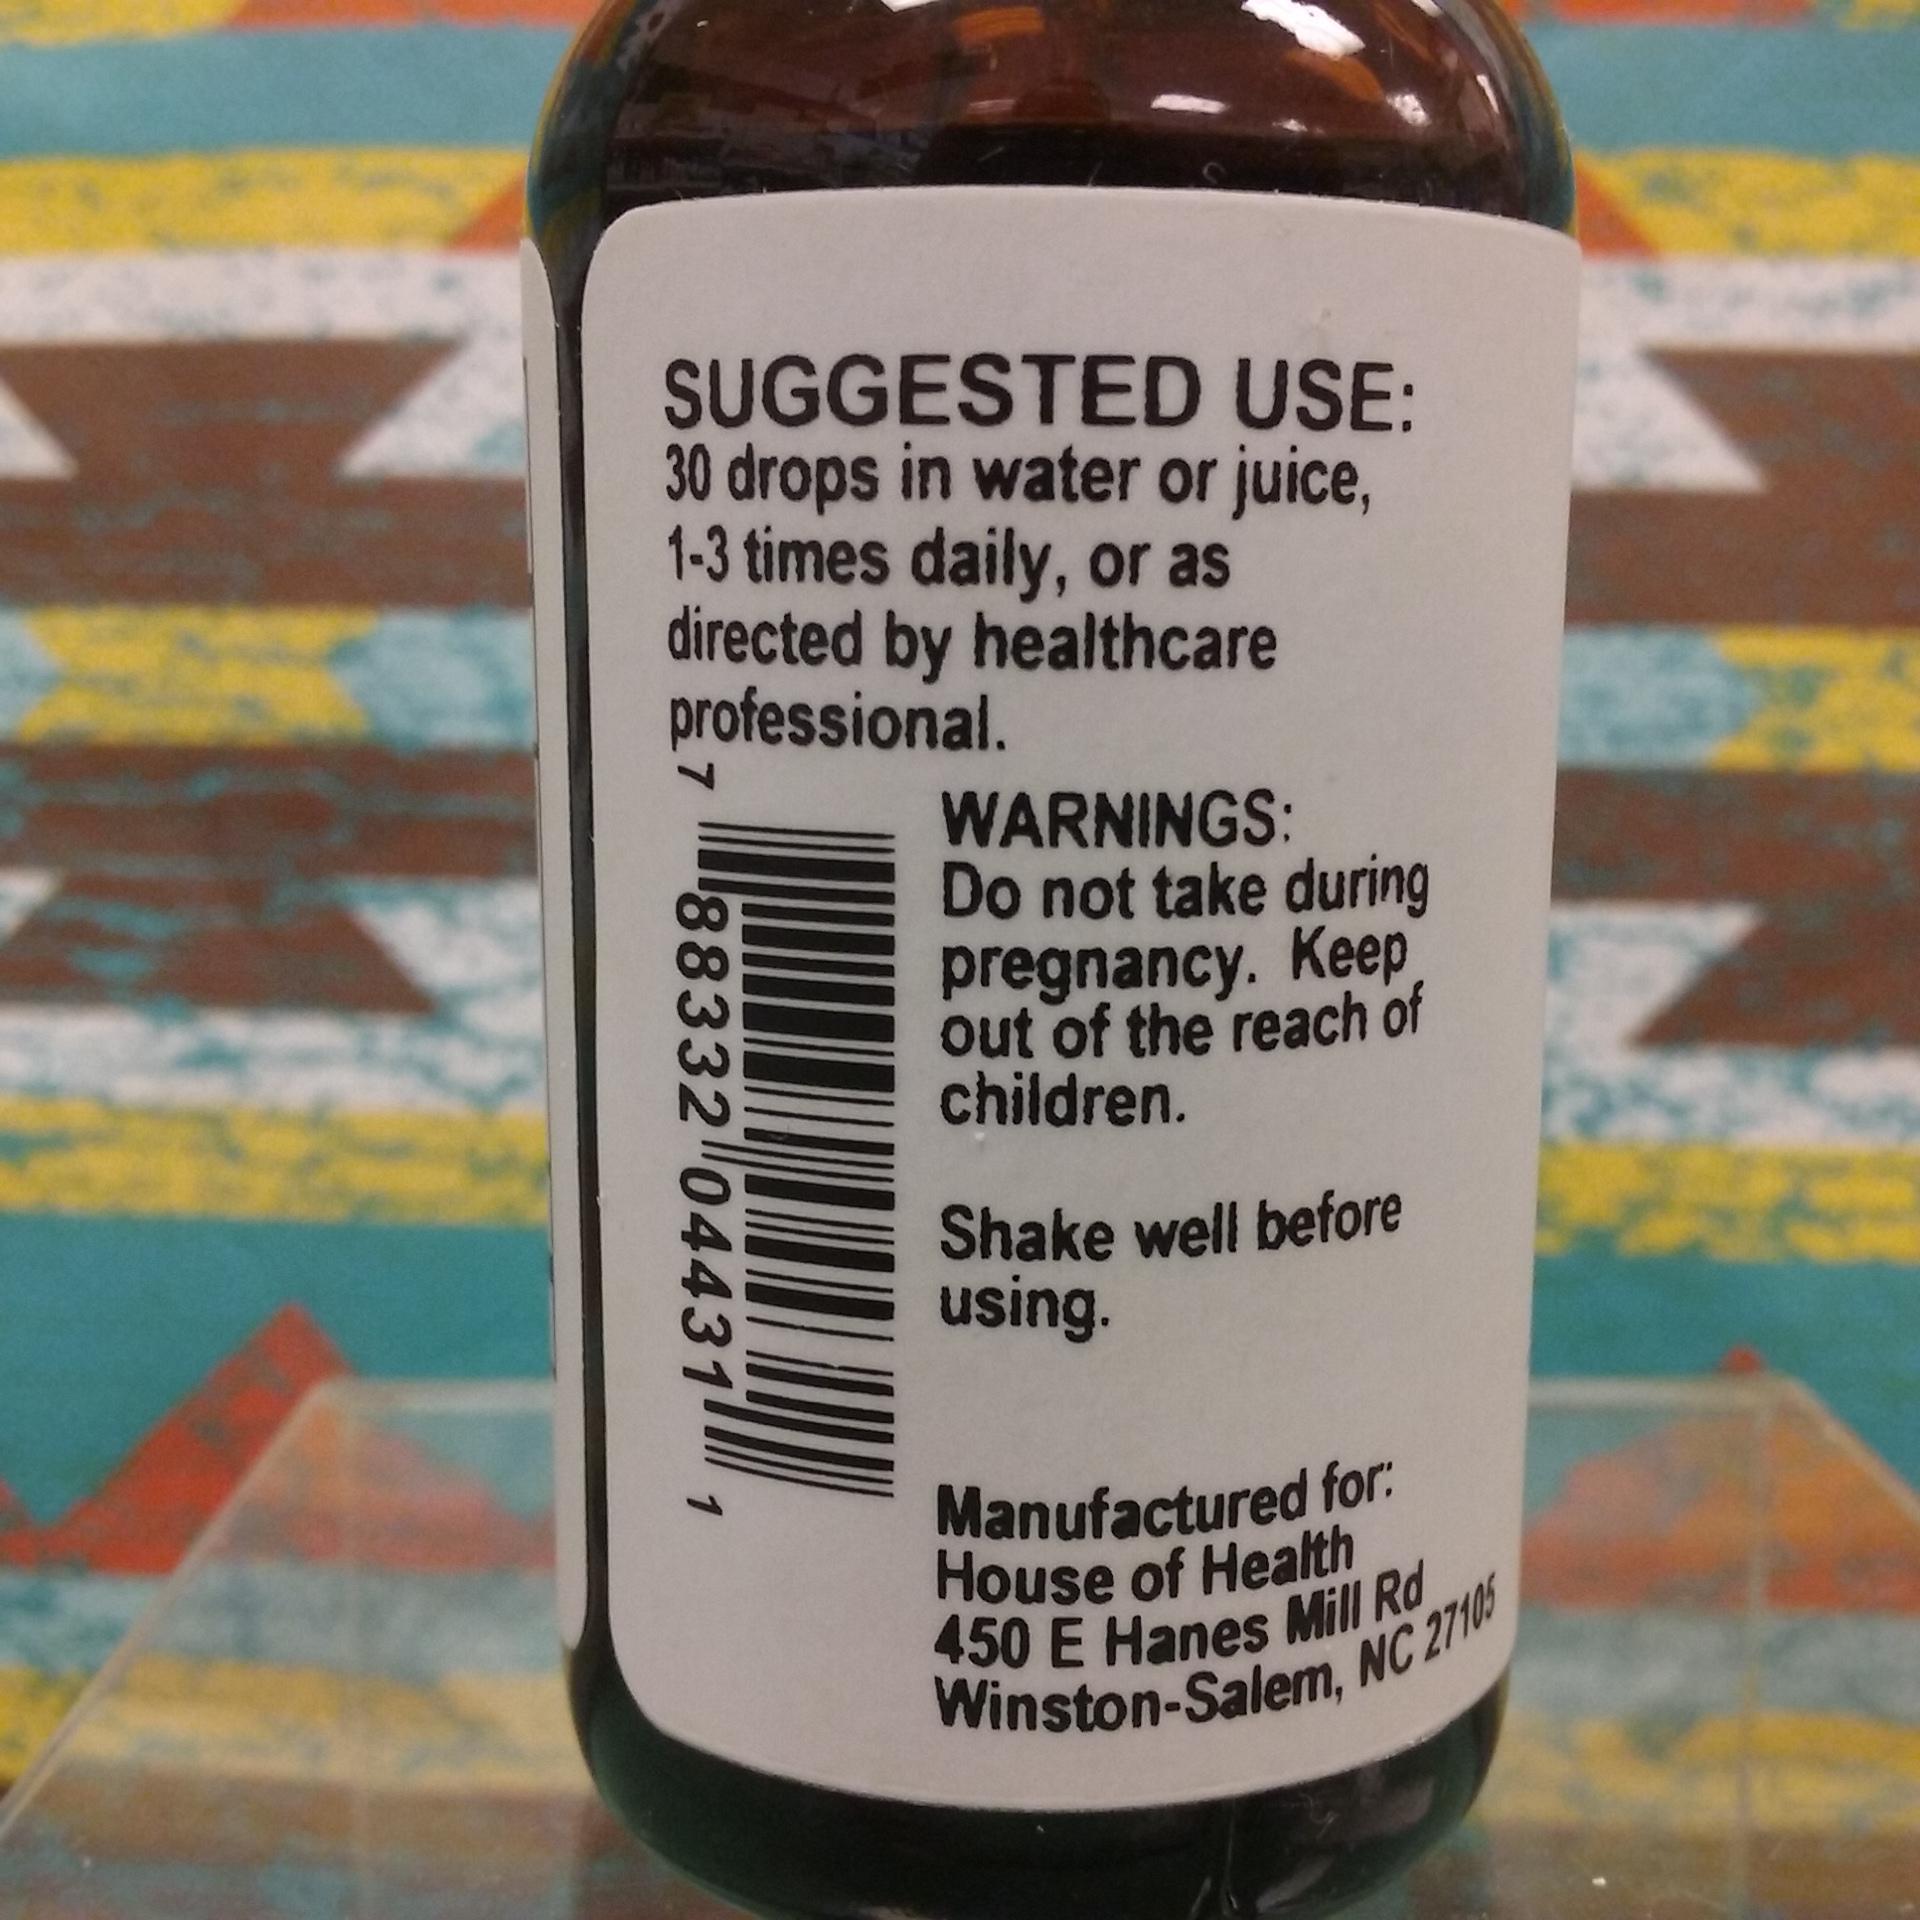 SUGGESTED USE:
30 drops in water or juice,
1-3 times daily, or as
directed by healthcare
professional.
7 88332 04431 1
WARNINGS:
Do not take during
pregnancy. Keep
out of the reach of
children.
Shake well before
using.
Manufactured for:
House of Health
450 E Hanes Mill Rd
Winston-Salem, NC 27105